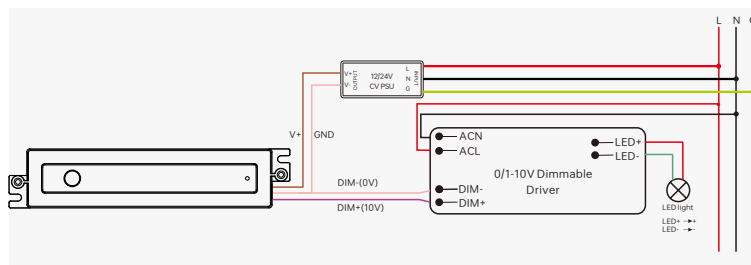 L N
V+ OUTPUT
V-
12/24V
CV PSU
L
N
G
INPUT
V+ GND
ACN
ACL
LED+
LED-
0/1-10V Dimmable
Driver
DIM-(0V)
DIM+(10V)
DIM-
DIM+
LED light
LED+ → +
LED- → -